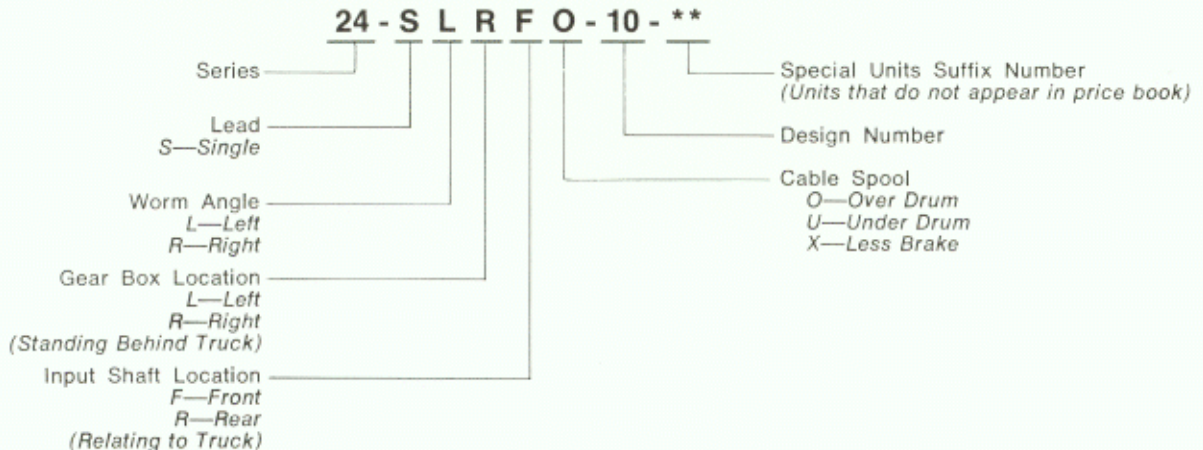 24 - S L R F O - 10 - **
Series
Lead
S—Single
Worm Angle
L—Left
R—Right
Gear Box Location
L—Left
R—Right
(Standing Behind Truck)
Input Shaft Location
F—Front
R—Rear
(Relating to Truck)
Special Units Suffix Number
(Units that do not appear in price book)
Design Number
Cable Spool
O—Over Drum
U—Under Drum
X—Less Brake